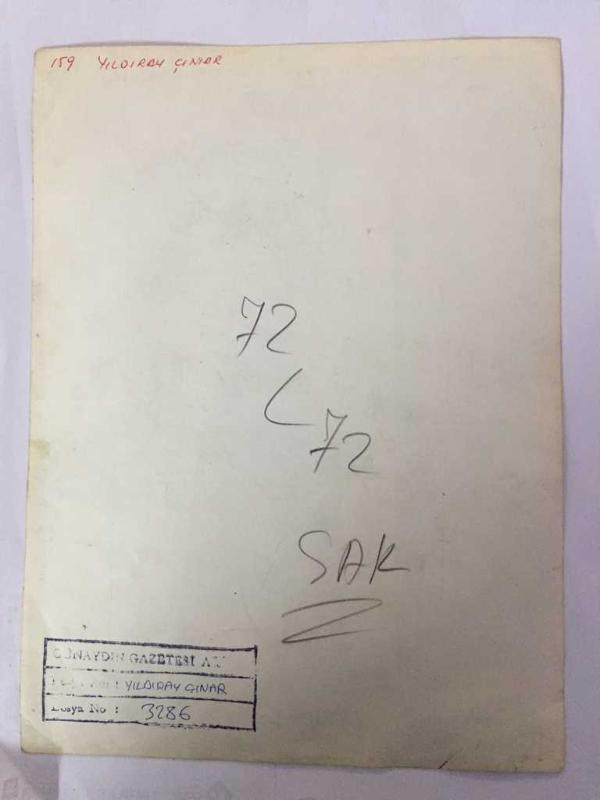 159 YILDIRAY ÇINAR
72
72
SAK
GÜNAYDIN GAZETESİ
YILDIRAY ÇINAR
Dosya No : 3286